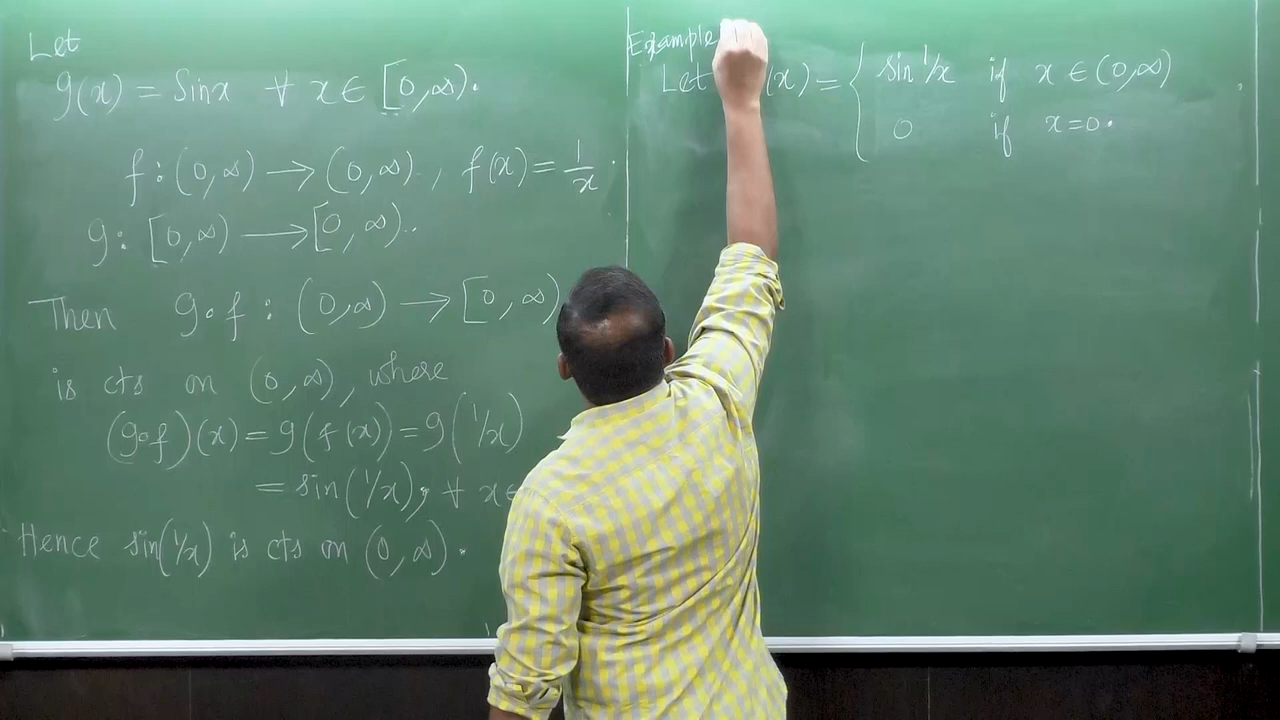 Let
g(x) = Sinx ∀ x ∈ [0,∞).
f : (0,∞) → (0,∞), f(x) = 1/x.
g : [0,∞) → [0,∞).
Then g∘f : (0,∞) → [0,∞)
is cts on (0,∞), where
(g∘f)(x) = g(f(x)) = g(1/x)
= sin(1/x), ∀ x ∈
Hence sin(1/x) is cts on (0,∞).
Example
Let (x) = { sin 1/x if x ∈ (0,∞)
0 if x=0.